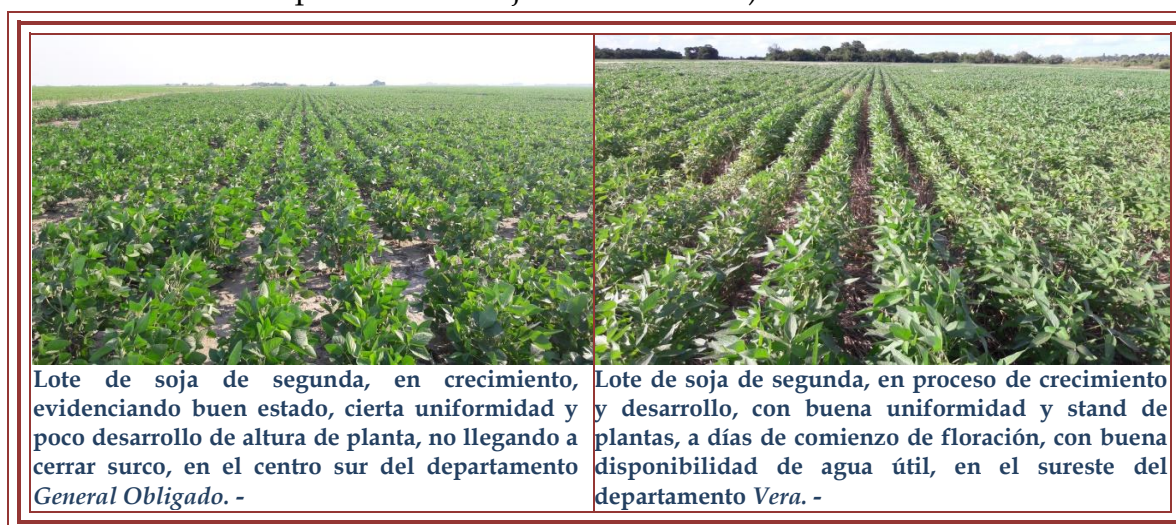 Lote de soja de segunda, en crecimiento,
evidenciando buen estado, cierta uniformidad y
poco desarrollo de altura de planta, no llegando a
cerrar surco, en el centro sur del departamento
General Obligado. -
Lote de soja de segunda, en proceso de crecimiento
y desarrollo, con buena uniformidad y stand de
plantas, a días de comienzo de floración, con buena
disponibilidad de agua útil, en el sureste del
departamento Vera. -